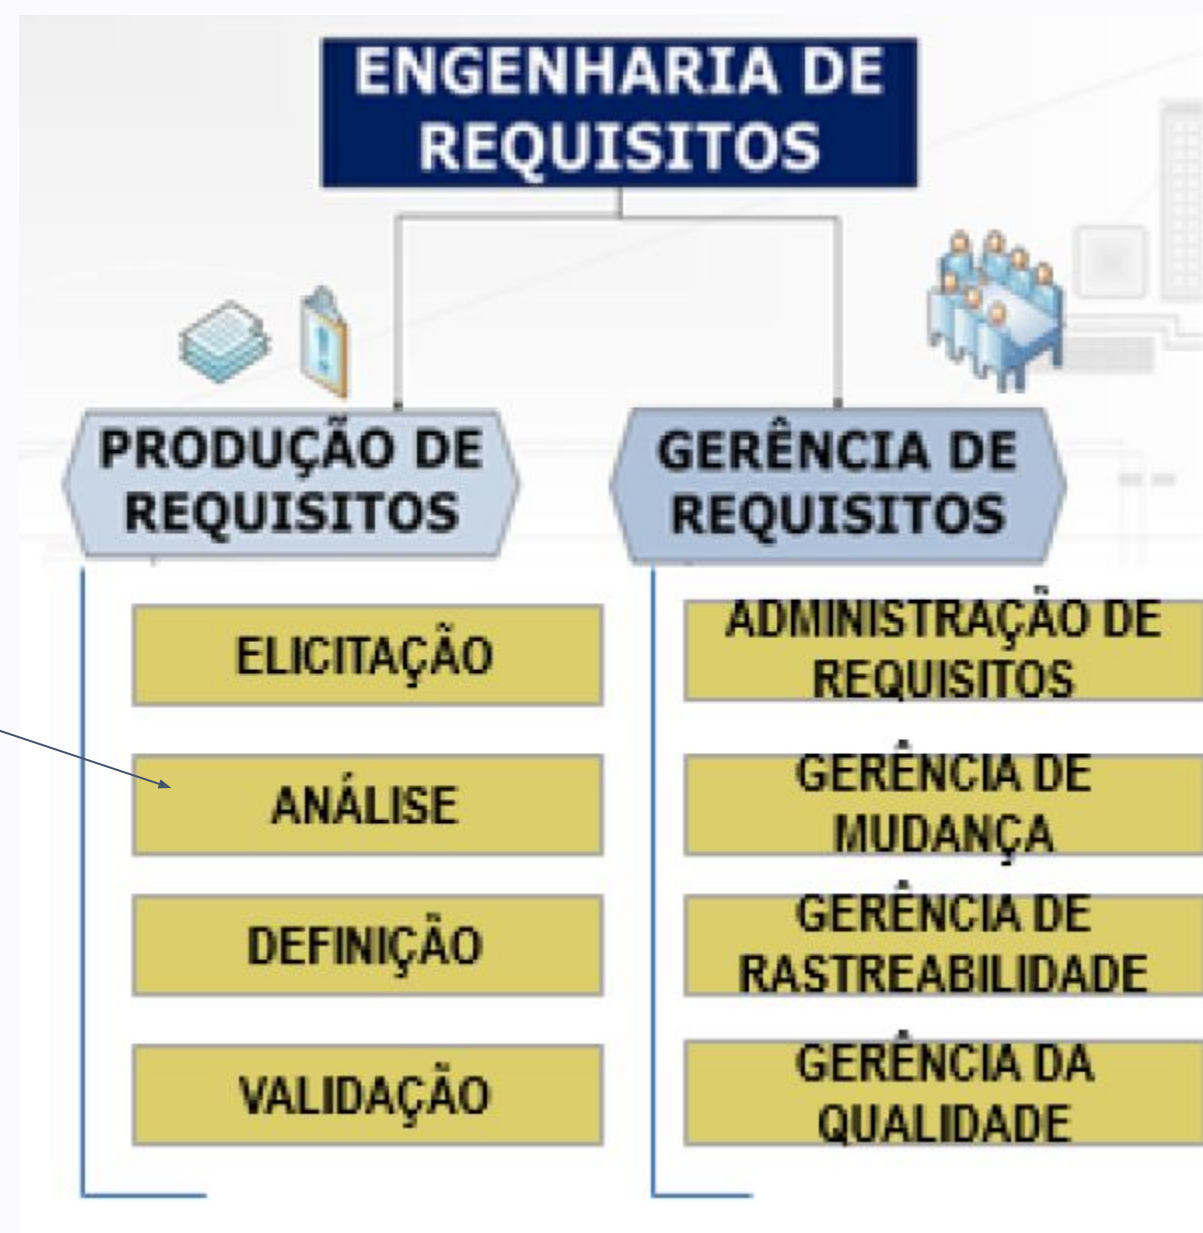 ENGENHARIA DE
REQUISITOS
PRODUÇÃO DE
REQUISITOS
ELICITAÇÃO
ANÁLISE
DEFINIÇÃO
VALIDAÇÃO
GERÊNCIA DE
REQUISITOS
ADMINISTRAÇÃO DE
REQUISITOS
GERÊNCIA DE
MUDANÇA
GERÊNCIA DE
RASTREABILIDADE
GERÊNCIA DA
QUALIDADE